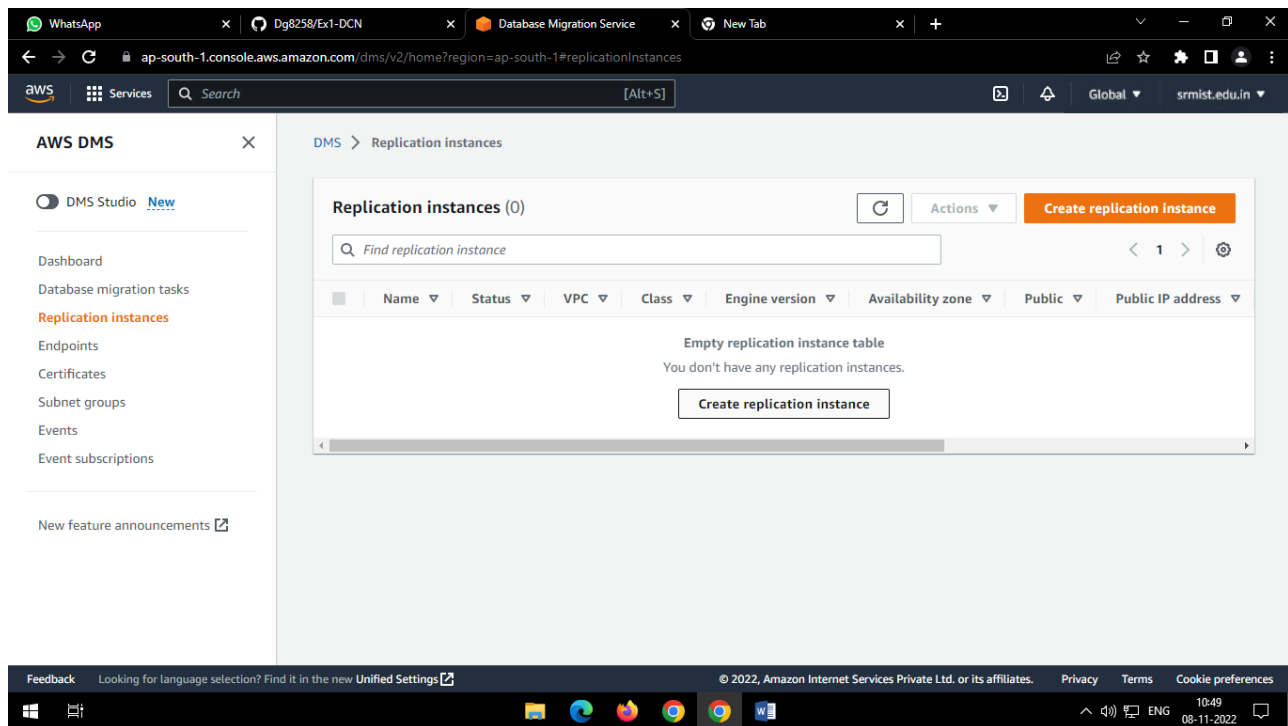 WhatsApp
Dg8258/Ex1-DCN
Database Migration Service
New Tab
ap-south-1.console.aws.amazon.com/dms/v2/home?region=ap-south-1#replicationInstances
aws
Services
Search
[Alt+S]
Global
srmist.edu.in
AWS DMS
DMS Studio New
Dashboard
Database migration tasks
Replication instances
Endpoints
Certificates
Subnet groups
Events
Event subscriptions
New feature announcements
DMS > Replication instances
Replication instances (0)
Actions
Create replication instance
Find replication instance
1
Name Status VPC Class Engine version Availability zone Public Public IP address
Empty replication instance table
You don't have any replication instances.
Create replication instance
Feedback Looking for language selection? Find it in the new Unified Settings
© 2022, Amazon Internet Services Private Ltd. or its affiliates. Privacy Terms Cookie preferences
W
ENG
10:49
08-11-2022